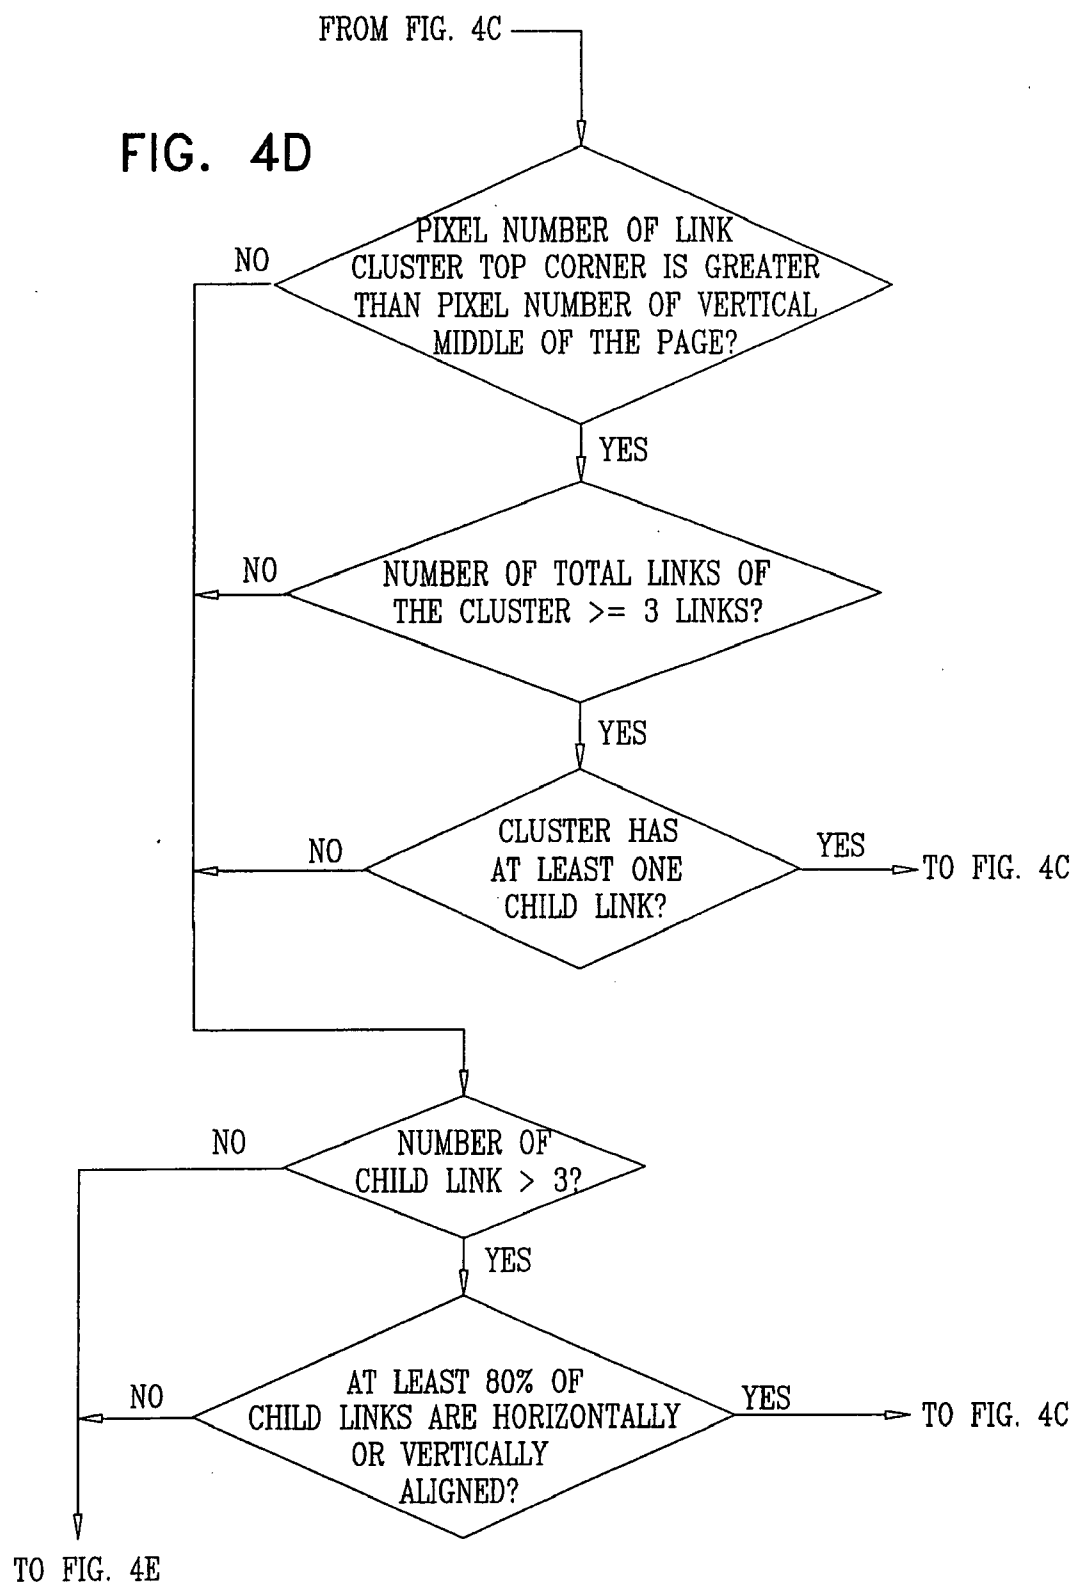 FROM FIG. 4C
FIG. 4D
PIXEL NUMBER OF LINK
CLUSTER TOP CORNER IS GREATER
THAN PIXEL NUMBER OF VERTICAL
MIDDLE OF THE PAGE?
NO
YES
NUMBER OF TOTAL LINKS OF
THE CLUSTER >= 3 LINKS?
NO
YES
CLUSTER HAS
AT LEAST ONE
CHILD LINK?
NO
YES
TO FIG. 4C
NUMBER OF
CHILD LINK > 3?
NO
YES
AT LEAST 80% OF
CHILD LINKS ARE HORIZONTALLY
OR VERTICALLY
ALIGNED?
NO
YES
TO FIG. 4C
TO FIG. 4E